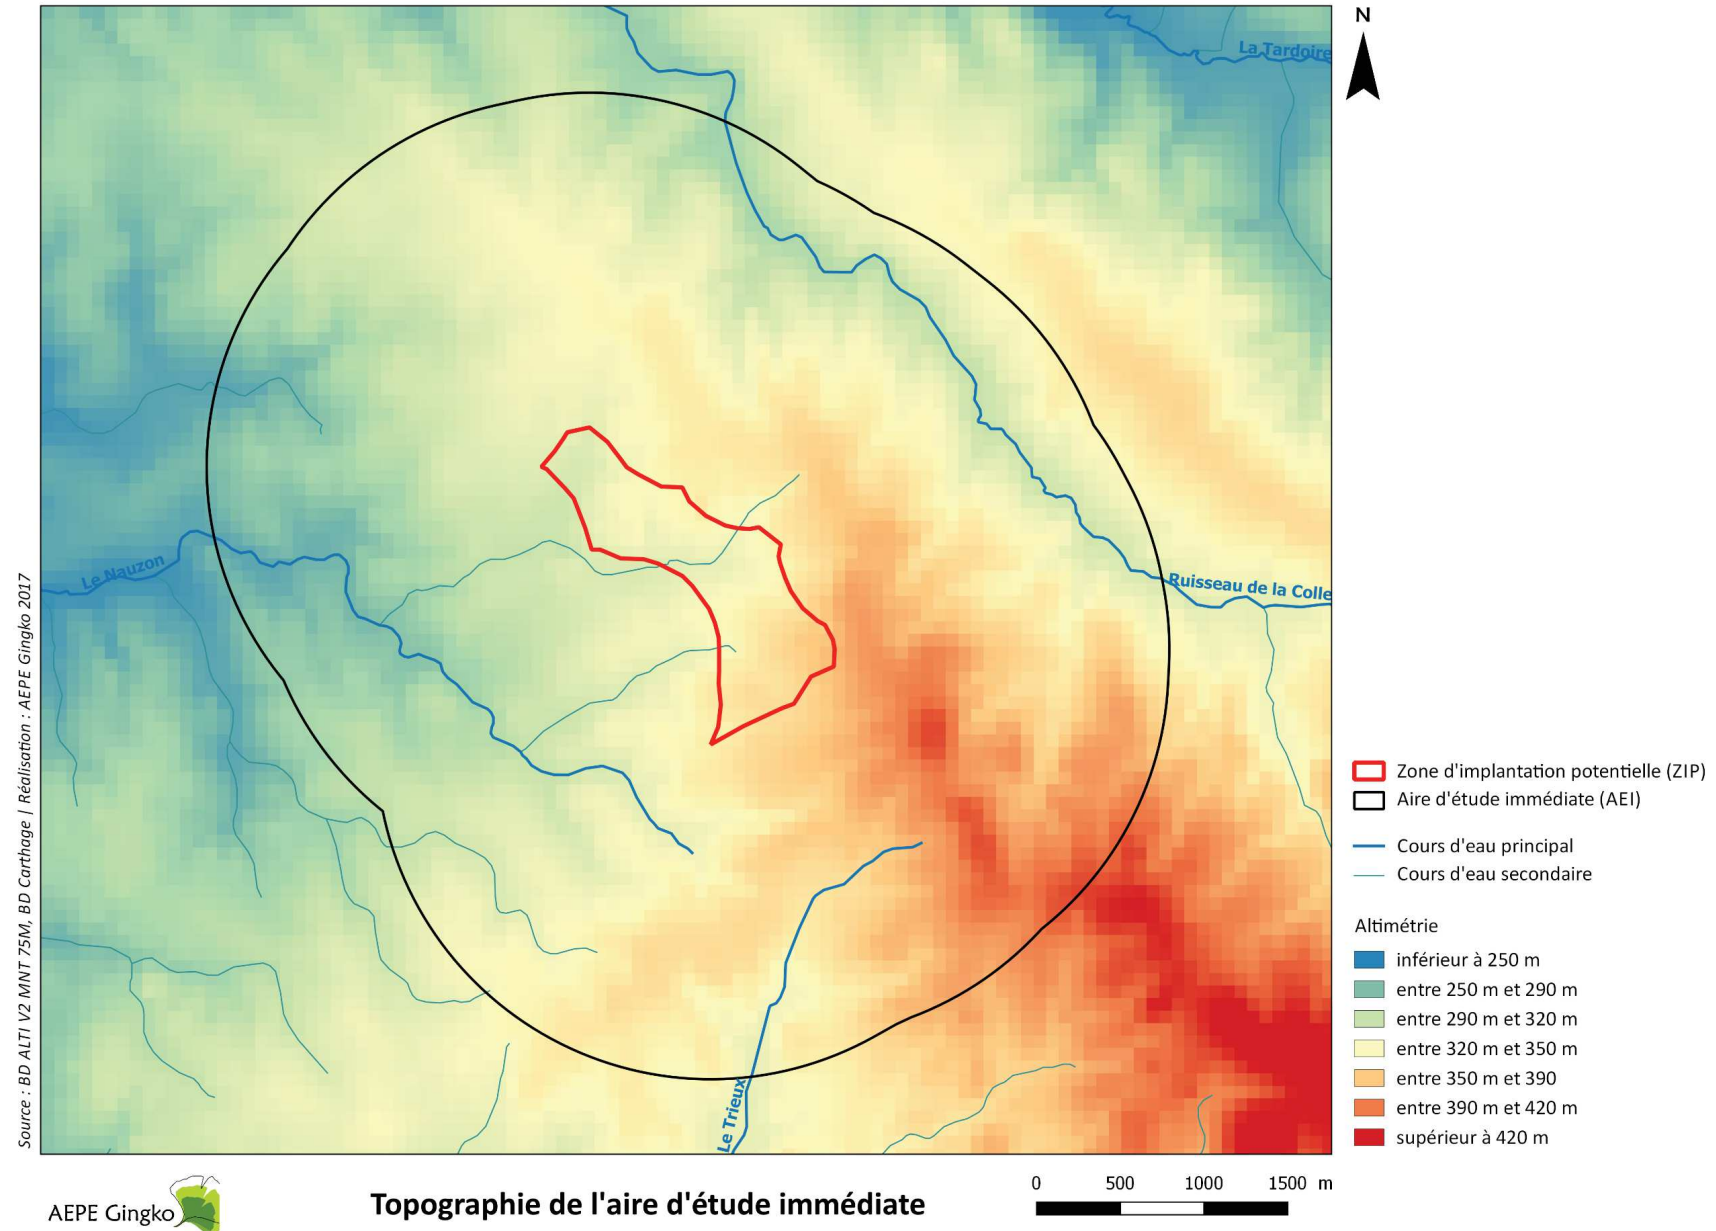 N
La Tardoire
Le Nauzon
Ruisseau de la Colle
Le Trieux
Source : BD ALTI V2 MNT 75M, BD Carthage | Réalisation : AEPE Gingko 2017
Zone d'implantation potentielle (ZIP)
Aire d'étude immédiate (AEI)
Cours d'eau principal
Cours d'eau secondaire
Altimétrie
inférieur à 250 m
entre 250 m et 290 m
entre 290 m et 320 m
entre 320 m et 350 m
entre 350 m et 390
entre 390 m et 420 m
supérieur à 420 m
AEPE Gingko
Topographie de l'aire d'étude immédiate
0 500 1000 1500 m